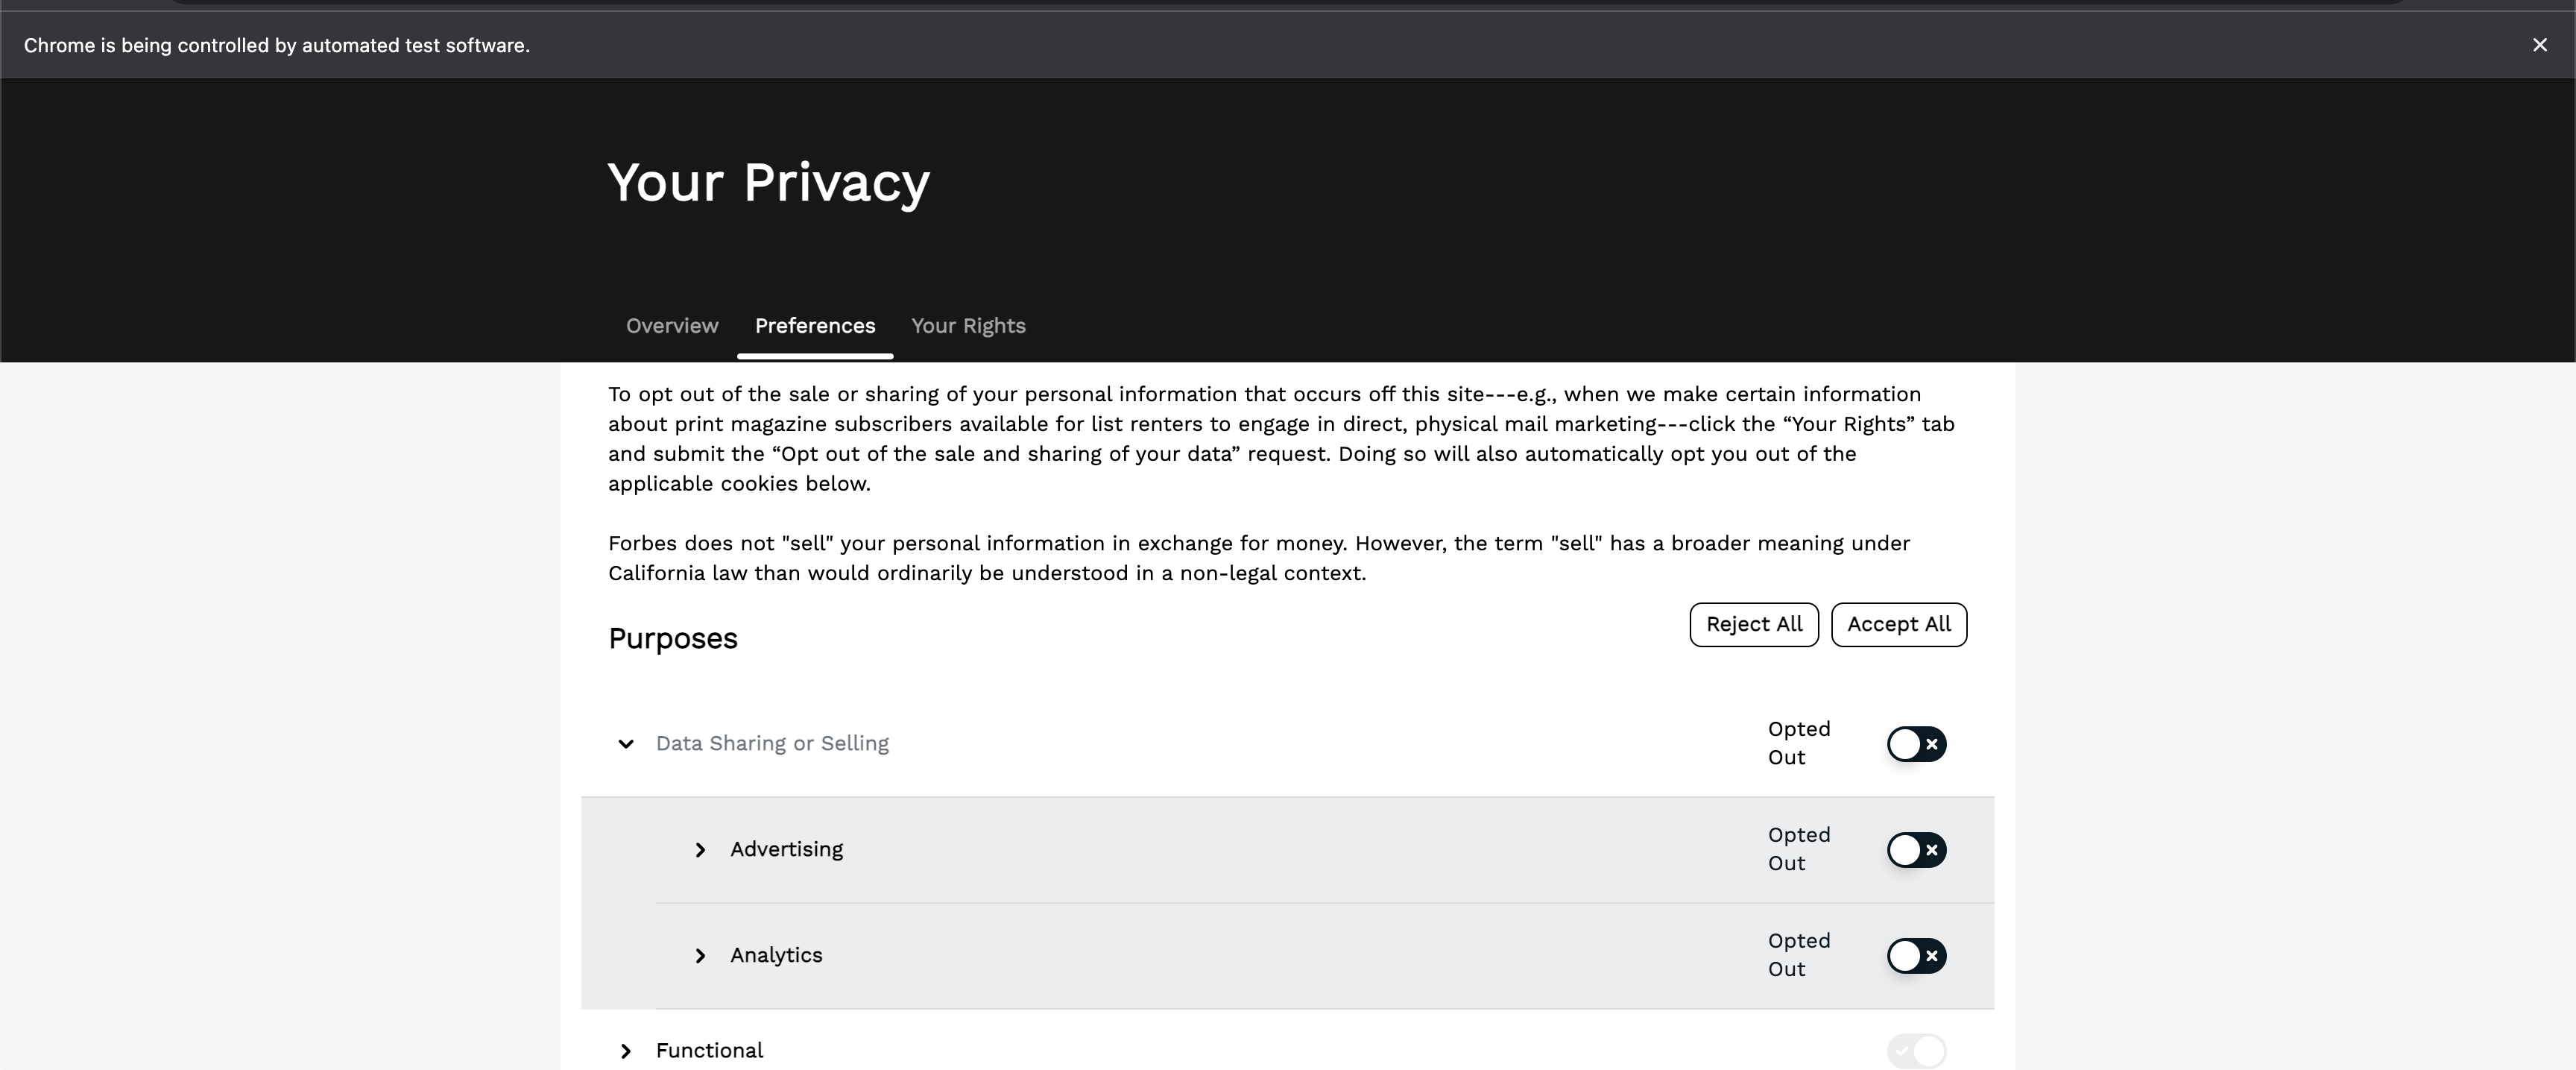 Chrome is being controlled by automated test software.
Your Privacy
Overview Preferences Your Rights
To opt out of the sale or sharing of your personal information that occurs off this site---e.g., when we make certain information
about print magazine subscribers available for list renters to engage in direct, physical mail marketing---click the “Your Rights” tab
and submit the “Opt out of the sale and sharing of your data” request. Doing so will also automatically opt you out of the
applicable cookies below.
Forbes does not "sell" your personal information in exchange for money. However, the term "sell" has a broader meaning under
California law than would ordinarily be understood in a non-legal context.
Purposes
Reject All Accept All
Data Sharing or Selling
Opted
Out
Advertising
Opted
Out
Analytics
Opted
Out
Functional